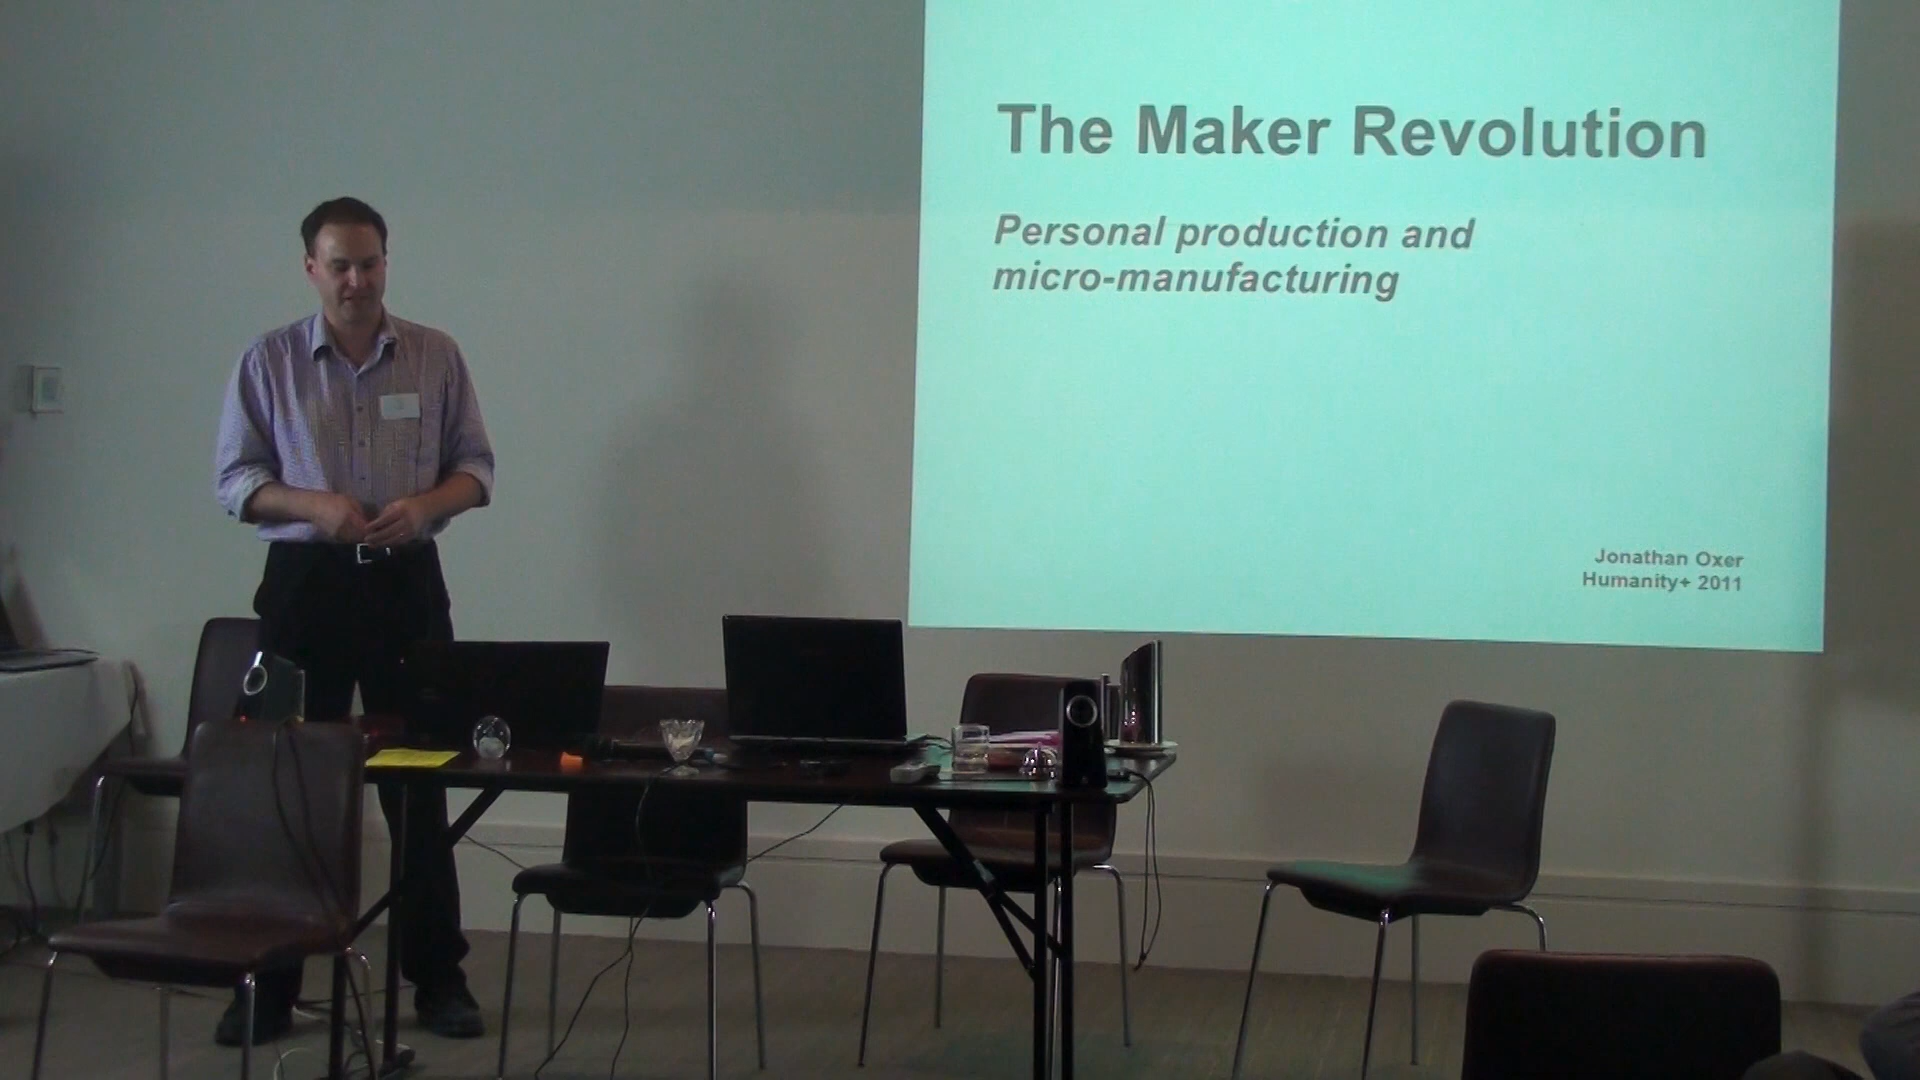 The Maker Revolution
Personal production and
micro-manufacturing
Jonathan Oxer
Humanity+ 2011